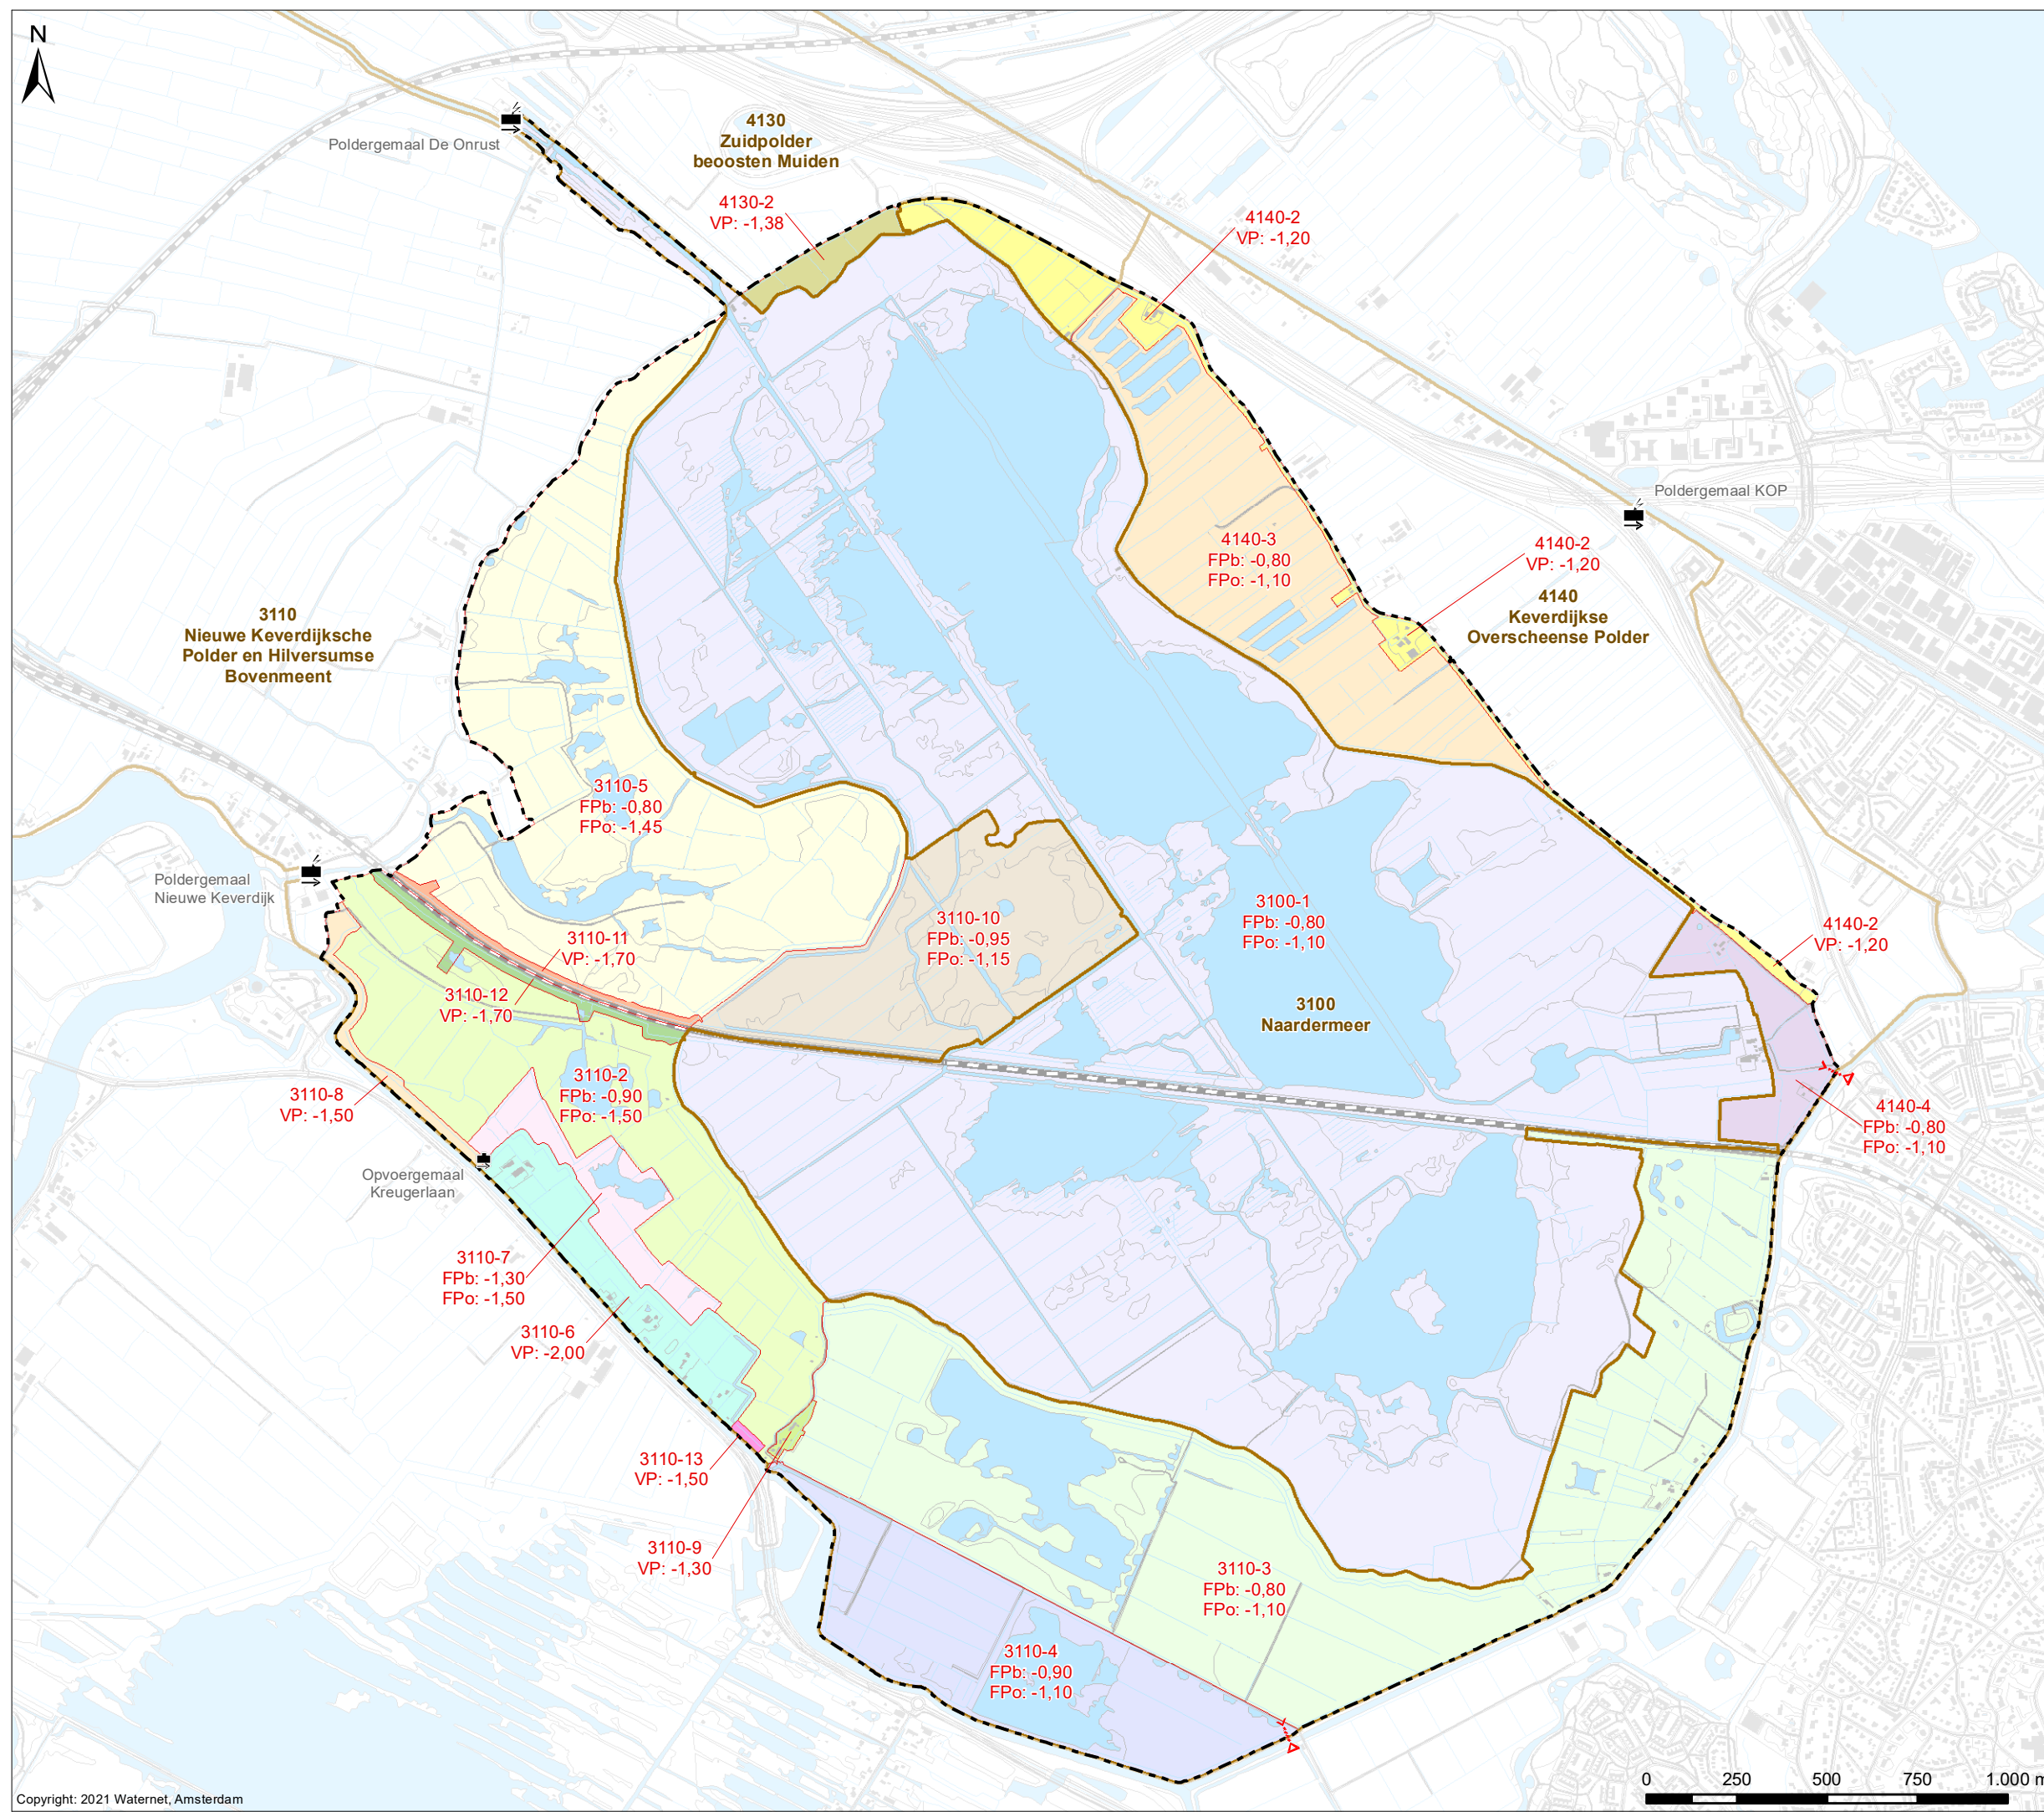 N
Poldergemaal De Onrust
4130
Zuidpolder
beoosten Muiden
4130-2
VP: -1,38
4140-2
VP: -1,20
Poldergemaal KOP
4140-3
FPb: -0,80
FPo: -1,10
4140-2
VP: -1,20
4140
Keverdijkse
Overscheense Polder
3110
Nieuwe Keverdijksche
Polder en Hilversumse
Bovenmeent
3110-5
FPb: -0,80
FPo: -1,45
Poldergemaal
Nieuwe Keverdijk
3110-11
VP: -1,70
3110-10
FPb: -0,95
FPo: -1,15
3100-1
FPb: -0,80
FPo: -1,10
4140-2
VP: -1,20
3110-12
VP: -1,70
3100
Naardermeer
3110-8
VP: -1,50
3110-2
FPb: -0,90
FPo: -1,50
4140-4
FPb: -0,80
FPo: -1,10
Opvoergemaal
Kreugerlaan
3110-7
FPb: -1,30
FPo: -1,50
3110-6
VP: -2,00
3110-13
VP: -1,50
3110-9
VP: -1,30
3110-3
FPb: -0,80
FPo: -1,10
3110-4
FPb: -0,90
FPo: -1,10
0 250 500 750 1.000 m
Copyright: 2021 Waternet, Amsterdam